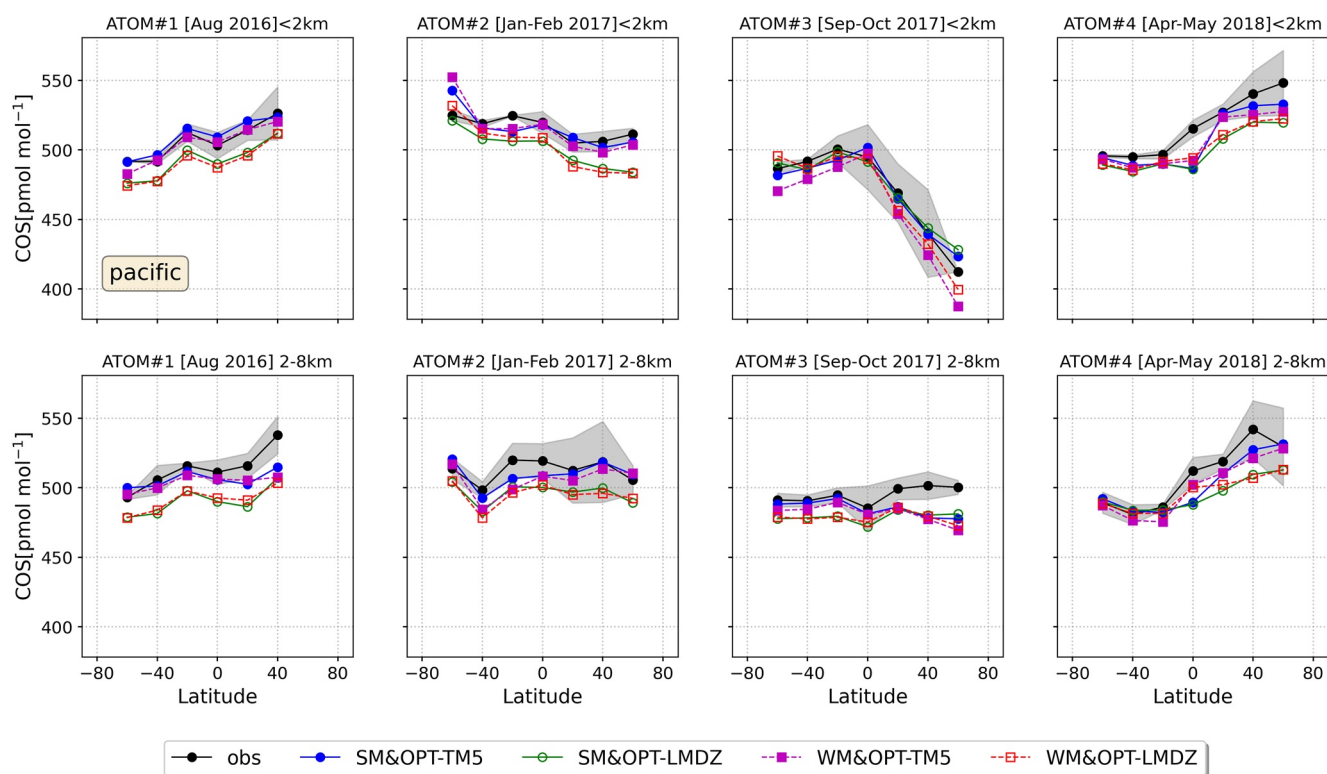 ATOM#1 [Aug 2016]<2km
ATOM#2 [Jan-Feb 2017]<2km
ATOM#3 [Sep-Oct 2017]<2km
ATOM#4 [Apr-May 2018]<2km
COS[pmol mol⁻¹]
550
500
450
400
pacific
ATOM#1 [Aug 2016] 2-8km
ATOM#2 [Jan-Feb 2017] 2-8km
ATOM#3 [Sep-Oct 2017] 2-8km
ATOM#4 [Apr-May 2018] 2-8km
COS[pmol mol⁻¹]
550
500
450
400
−80 −40 0 40 80
−80 −40 0 40 80
−80 −40 0 40 80
−80 −40 0 40 80
Latitude
Latitude
Latitude
Latitude
obs SM&OPT-TM5 SM&OPT-LMDZ WM&OPT-TM5 WM&OPT-LMDZ